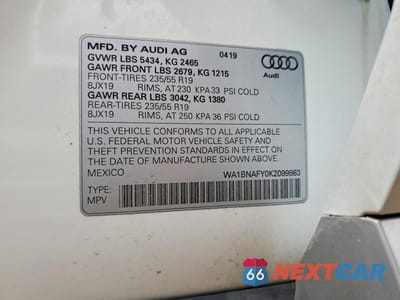 MFD. BY AUDI AG 04/19
GVWR LBS 5434, KG 2465
GAWR FRONT LBS 2679, KG 1215
FRONT-TIRES 235/55 R19
8JX19 RIMS, AT 230 KPA 33 PSI COLD
GAWR REAR LBS 3042, KG 1380
REAR-TIRES 235/55 R19
8JX19 RIMS, AT 250 KPA 36 PSI COLD
Audi
THIS VEHICLE CONFORMS TO ALL APPLICABLE
U.S. FEDERAL MOTOR VEHICLE SAFETY AND
THEFT PREVENTION STANDARDS IN EFFECT ON
THE DATE OF MANUFACTURE SHOWN ABOVE.
MEXICO WA1BNAFY0K2099963
TYPE:
MPV
66 NEXTCAR